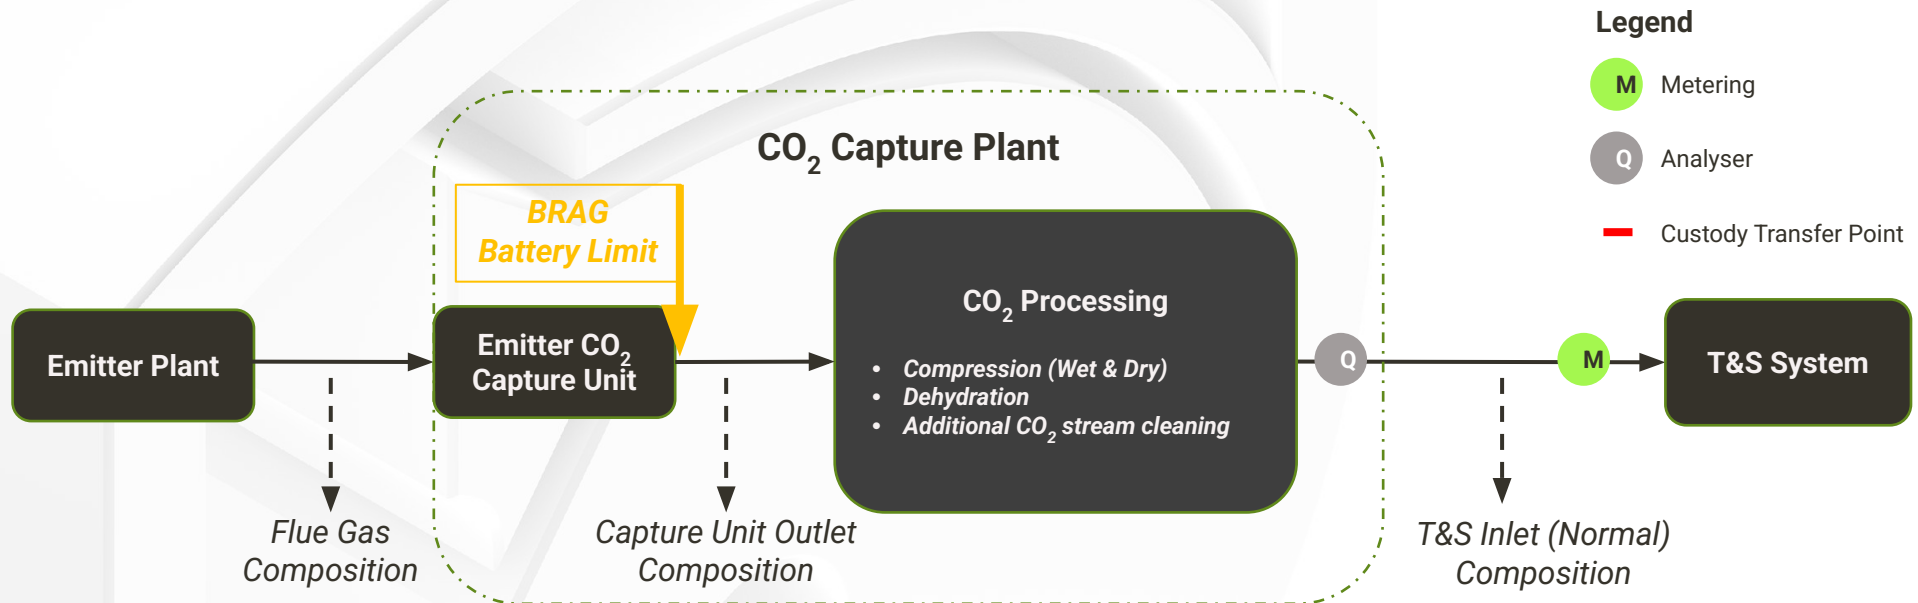 Legend
M Metering
Q Analyser
Custody Transfer Point
CO₂ Capture Plant
BRAG
Battery Limit
Emitter Plant
Emitter CO₂
Capture Unit
CO₂ Processing
• Compression (Wet & Dry)
• Dehydration
• Additional CO₂ stream cleaning
Q
M
T&S System
Flue Gas
Composition
Capture Unit Outlet
Composition
T&S Inlet (Normal)
Composition